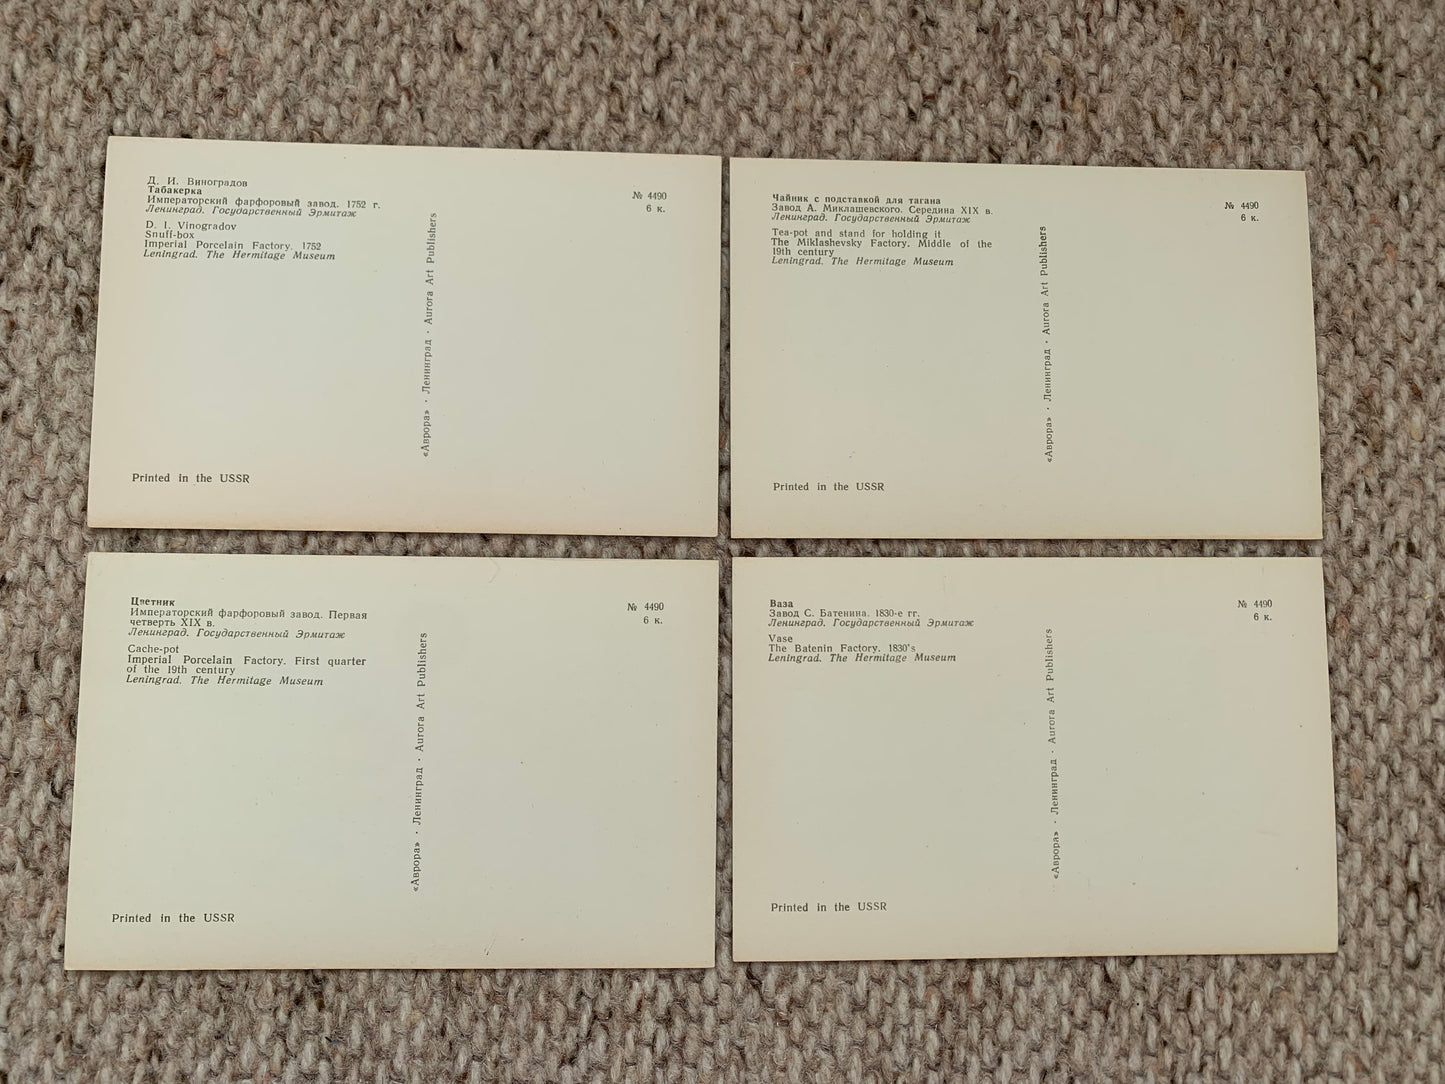 Д. И. Виноградов
Табакерка
Императорский фарфоровый завод. 1752 г.
Ленинград. Государственный Эрмитаж
D. I. Vinogradov
Snuff-box
Imperial Porcelain Factory. 1752
Leningrad. The Hermitage Museum
№ 4490
6 к.
«Аврора» · Ленинград · Aurora Art Publishers
Printed in the USSR
Чайник с подставкой для тагана
Завод А. Миклашевского. Середина XIX в.
Ленинград. Государственный Эрмитаж
Tea-pot and stand for holding it
The Miklashevsky Factory. Middle of the
19th century
Leningrad. The Hermitage Museum
№ 4490
6 к.
«Аврора» · Ленинград · Aurora Art Publishers
Printed in the USSR
Цветник
Императорский фарфоровый завод. Первая
четверть XIX в.
Ленинград. Государственный Эрмитаж
Cache-pot
Imperial Porcelain Factory. First quarter
of the 19th century
Leningrad. The Hermitage Museum
№ 4490
6 к.
«Аврора» · Ленинград · Aurora Art Publishers
Printed in the USSR
Ваза
Завод С. Батенина. 1830-е гг.
Ленинград. Государственный Эрмитаж
Vase
The Batenin Factory. 1830's
Leningrad. The Hermitage Museum
№ 4490
6 к.
«Аврора» · Ленинград · Aurora Art Publishers
Printed in the USSR